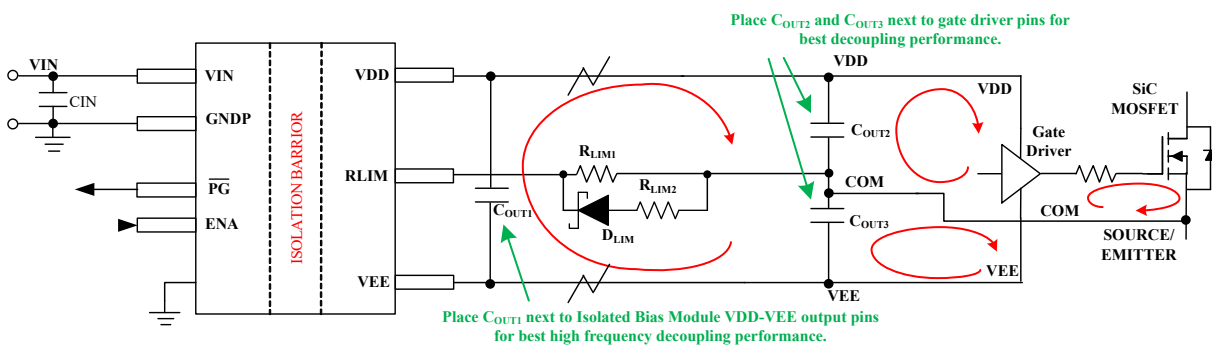 Place COUT2 and COUT3 next to gate driver pins for
best decoupling performance.
VIN
CIN
VIN
GNDP
PG
ENA
ISOLATION BARRIOR
VDD
RLIM
VEE
COUT1
RLIM1
RLIM2
DLIM
VDD
COUT2
COM
COUT3
VEE
VDD
Gate
Driver
COM
VEE
SiC
MOSFET
SOURCE/
EMITTER
Place COUT1 next to Isolated Bias Module VDD-VEE output pins
for best high frequency decoupling performance.